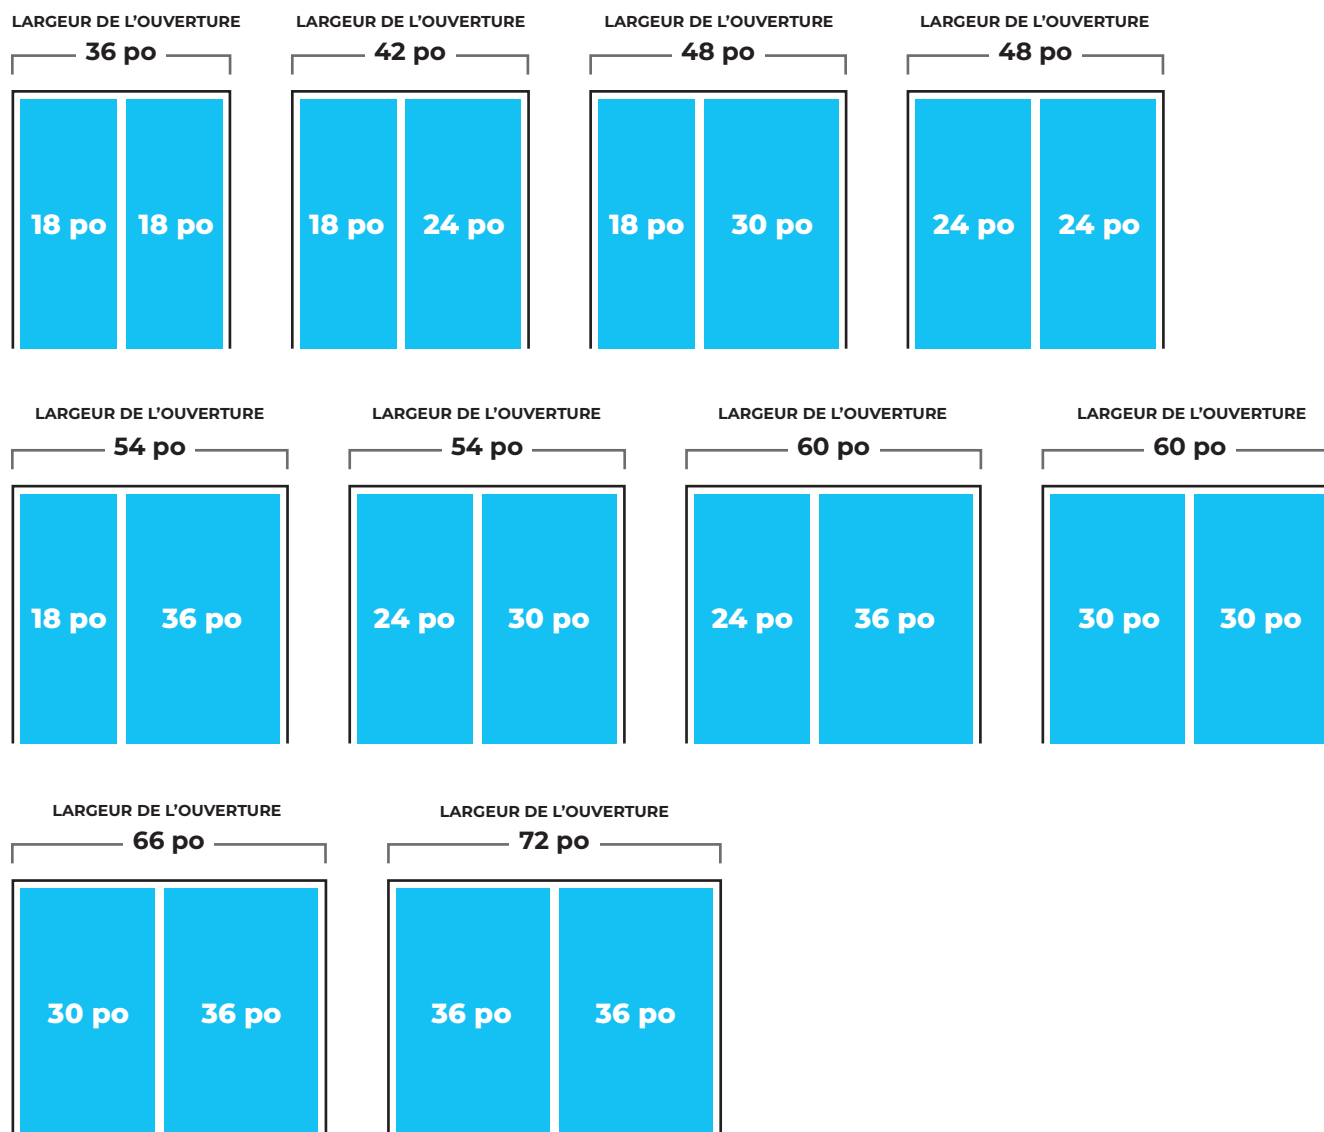 LARGEUR DE L’OUVERTURE
36 po
18 po 18 po
LARGEUR DE L’OUVERTURE
42 po
18 po 24 po
LARGEUR DE L’OUVERTURE
48 po
18 po 30 po
LARGEUR DE L’OUVERTURE
48 po
24 po 24 po
LARGEUR DE L’OUVERTURE
54 po
18 po 36 po
LARGEUR DE L’OUVERTURE
54 po
24 po 30 po
LARGEUR DE L’OUVERTURE
60 po
24 po 36 po
LARGEUR DE L’OUVERTURE
60 po
30 po 30 po
LARGEUR DE L’OUVERTURE
66 po
30 po 36 po
LARGEUR DE L’OUVERTURE
72 po
36 po 36 po